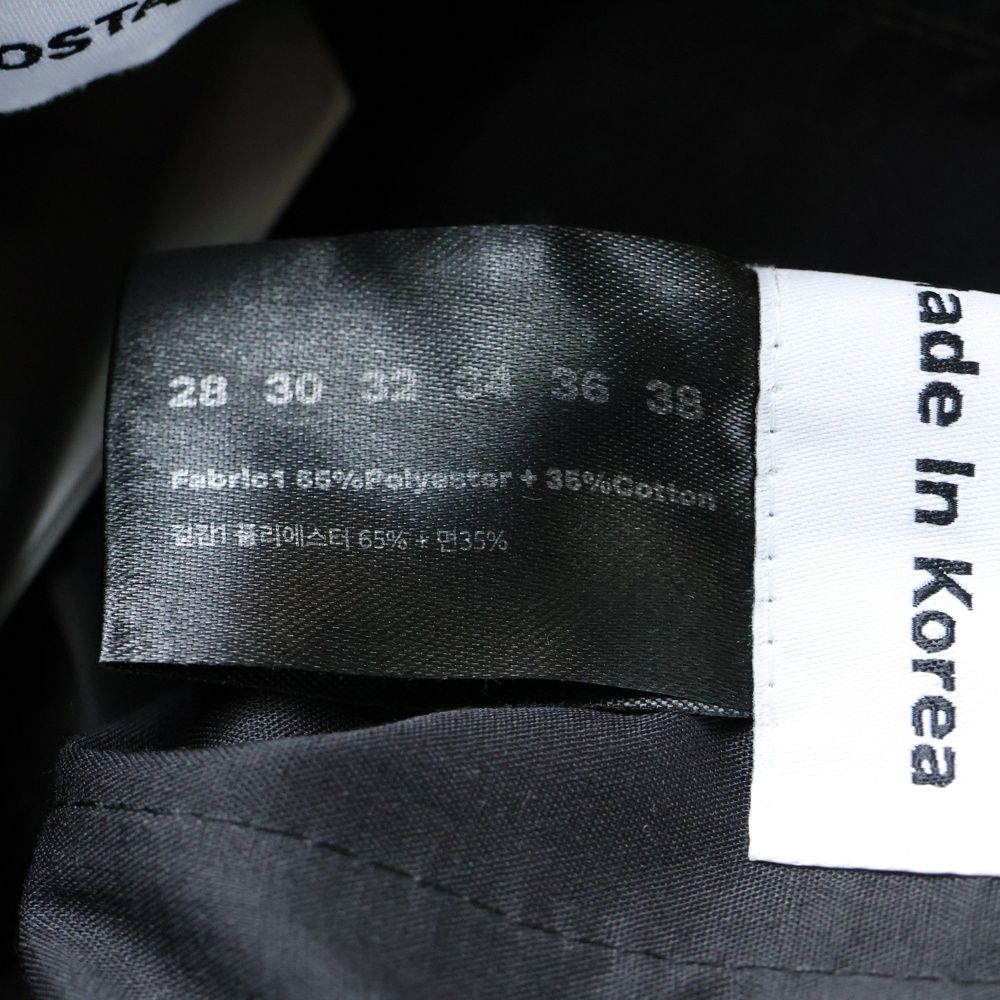 OSTA
28 30 32 34 36 38
Fabric1 65%Polyester + 35%Cotton
겉감1 폴리에스터 65% + 면35%
ade In Korea